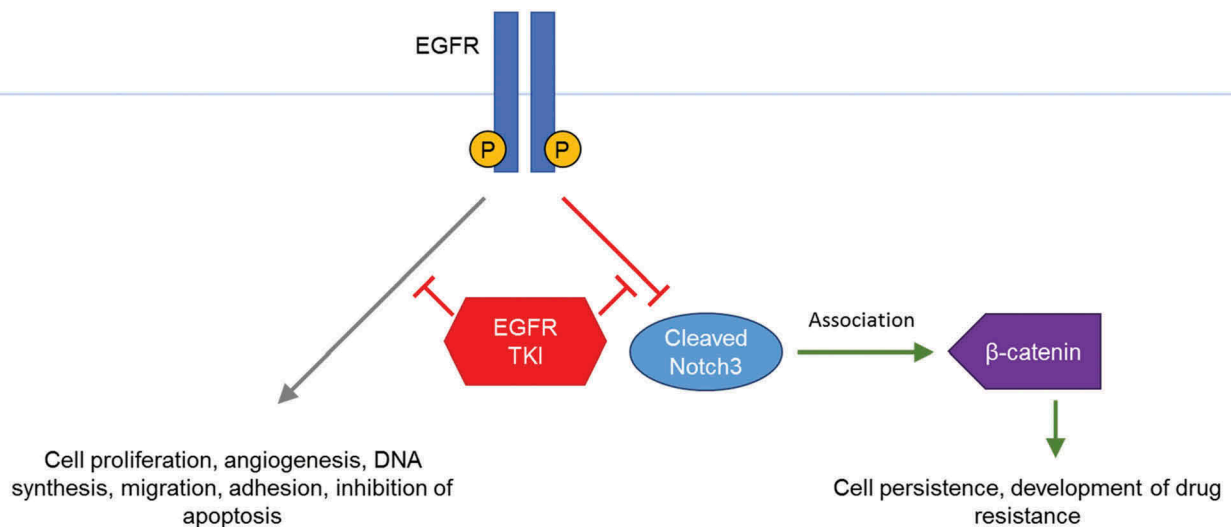 EGFR
P
P
EGFR
TKI
Cleaved
Notch3
Association
β-catenin
Cell proliferation, angiogenesis, DNA
synthesis, migration, adhesion, inhibition of
apoptosis
Cell persistence, development of drug
resistance